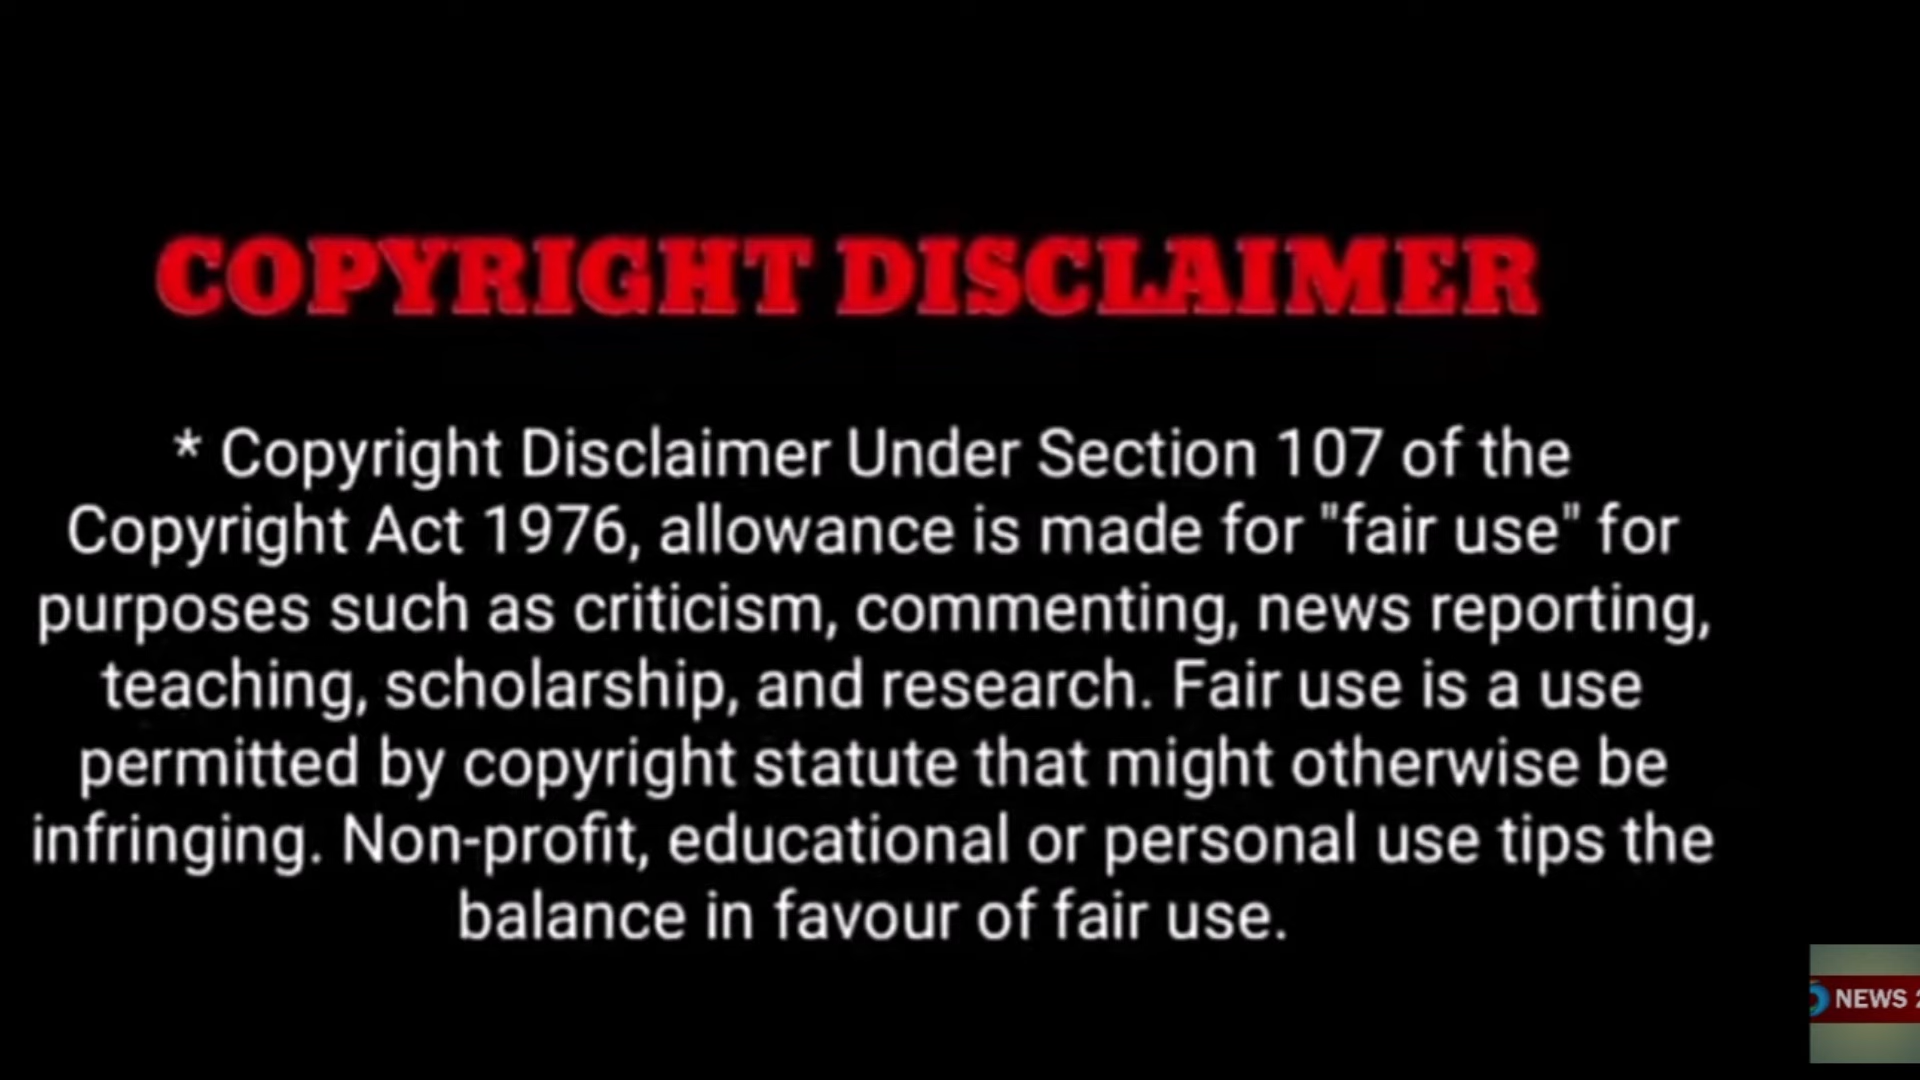 COPYRIGHT DISCLAIMER
* Copyright Disclaimer Under Section 107 of the
Copyright Act 1976, allowance is made for "fair use" for
purposes such as criticism, commenting, news reporting,
teaching, scholarship, and research. Fair use is a use
permitted by copyright statute that might otherwise be
infringing. Non-profit, educational or personal use tips the
balance in favour of fair use.
NEWS